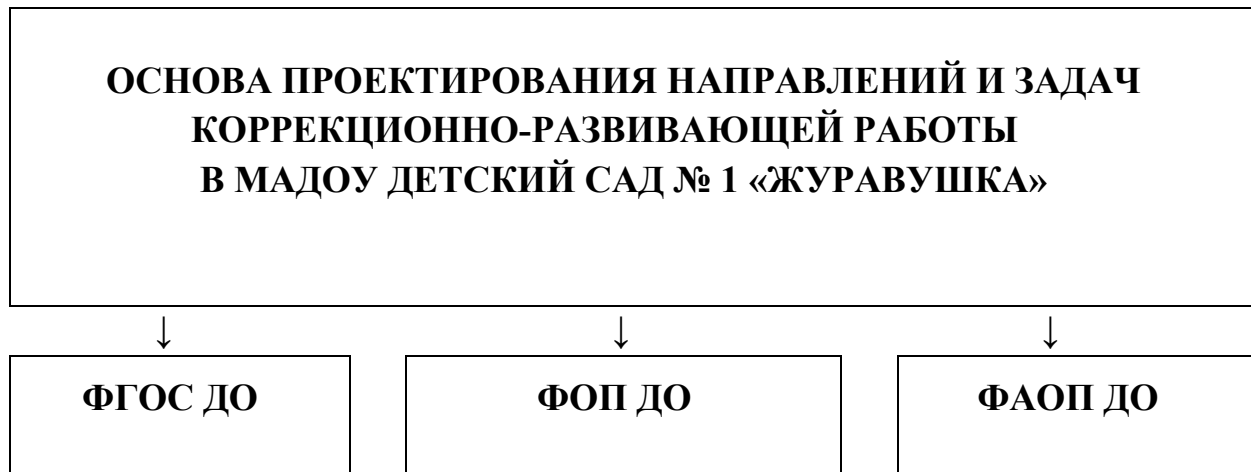 ОСНОВА ПРОЕКТИРОВАНИЯ НАПРАВЛЕНИЙ И ЗАДАЧ
КОРРЕКЦИОННО-РАЗВИВАЮЩЕЙ РАБОТЫ
В МАДОУ ДЕТСКИЙ САД № 1 «ЖУРАВУШКА»
↓ ↓ ↓
ФГОС ДО ФОП ДО ФАОП ДО